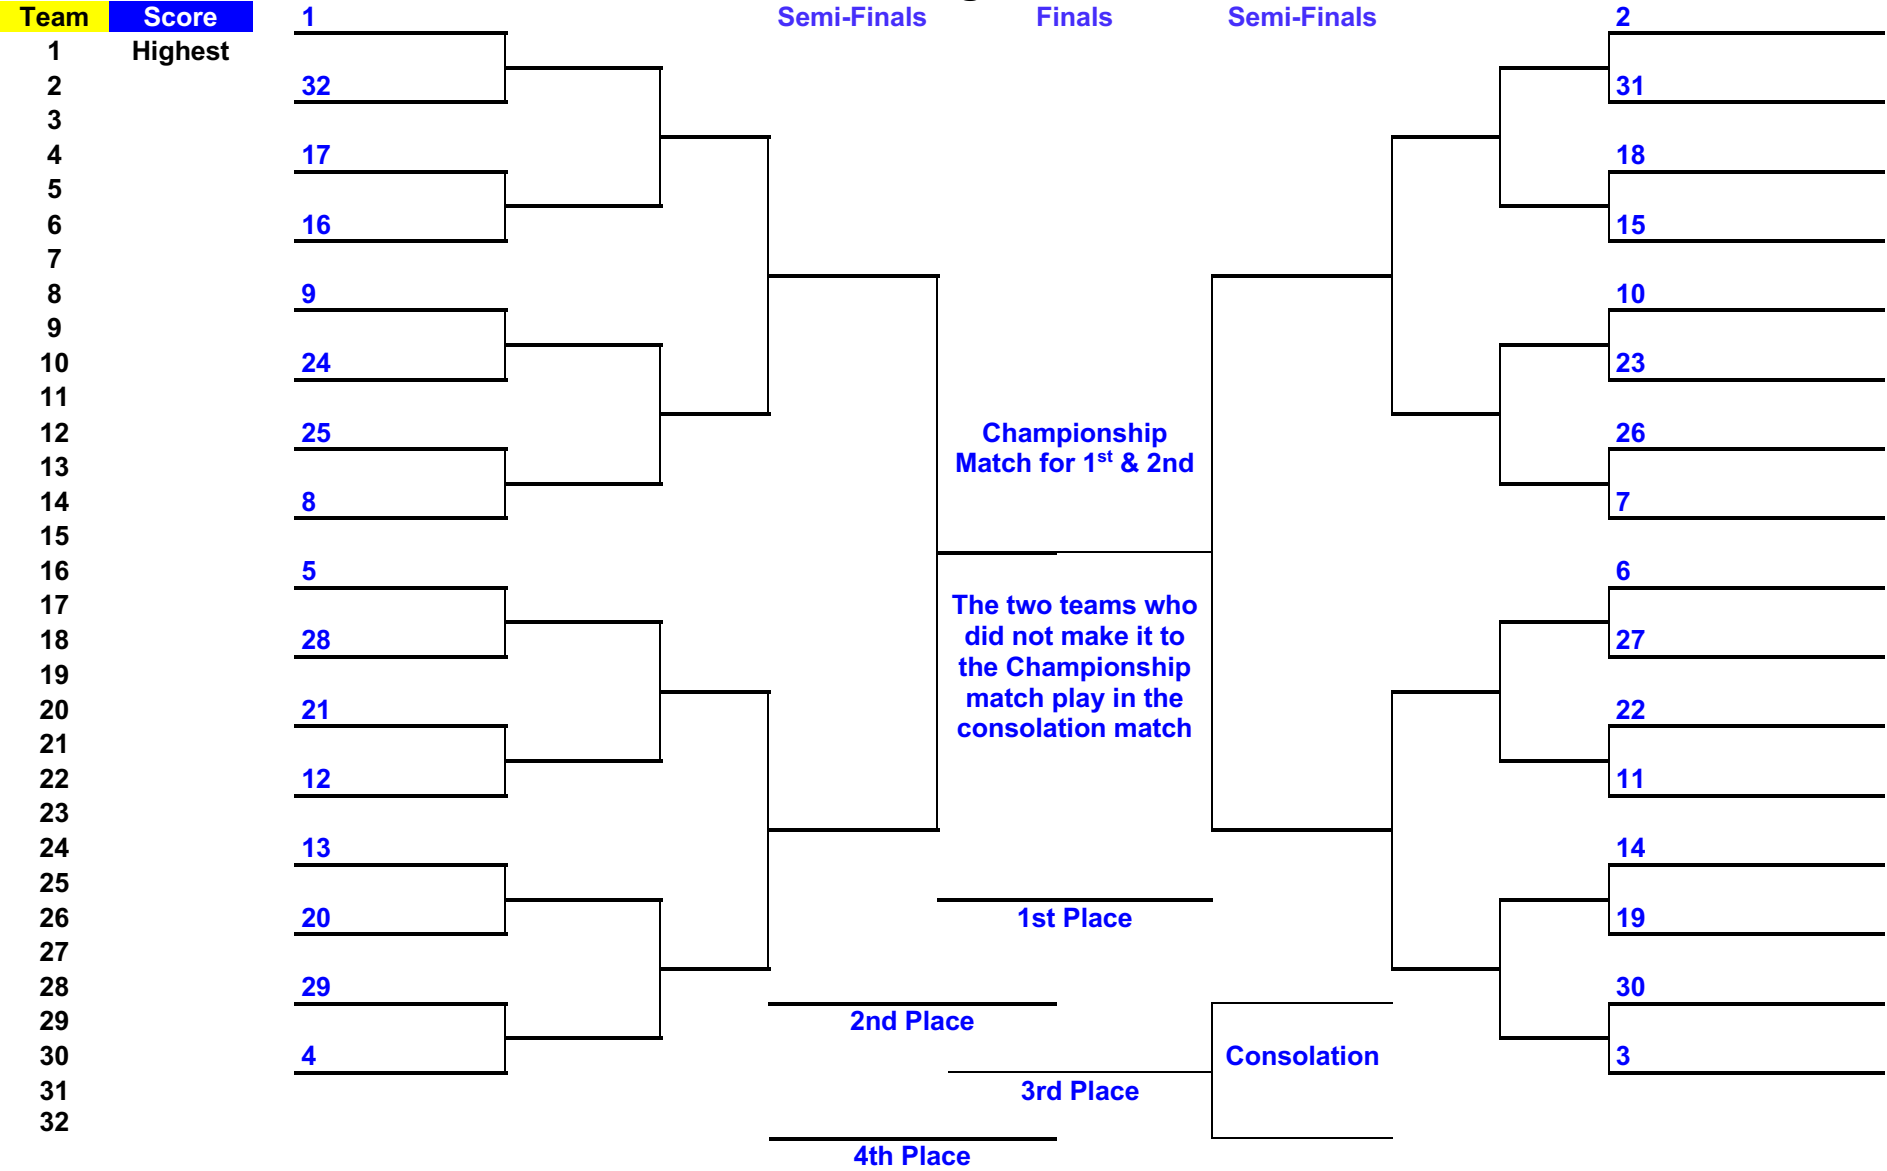 Team Score 1 Semi-Finals Finals Semi-Finals 2
1 Highest
2 32 31
3
4 17 18
5
6 16 15
7
8 9 10
9
10 24 23
11
12 25 Championship 26
13 Match for 1st & 2nd
14 8 7
15
16 5 6
17 The two teams who
18 28 did not make it to 27
19 the Championship
20 21 match play in the 22
21 consolation match
22 12 11
23
24 13 14
25
26 20 1st Place 19
27
28 29 30
29 2nd Place
30 4 Consolation 3
31 3rd Place
32
4th Place